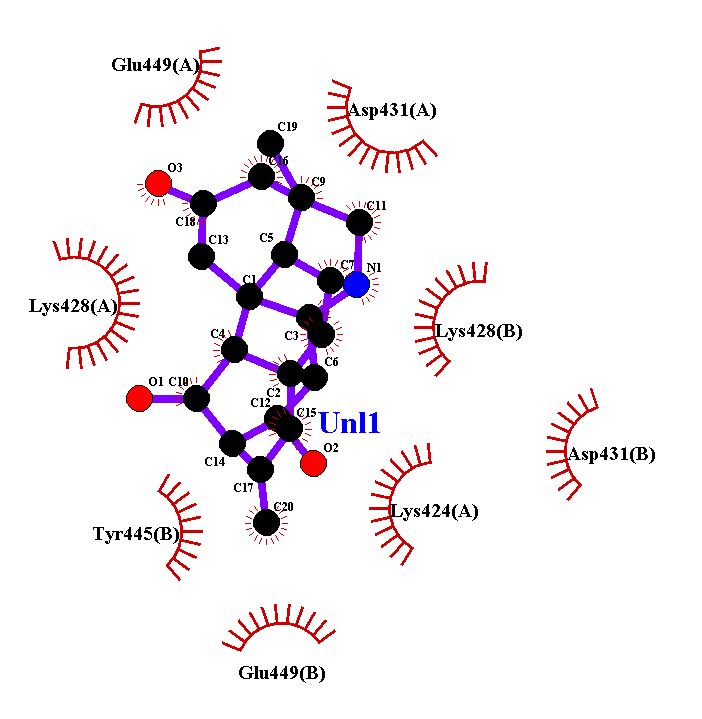 Glu449(A)
Asp431(A)
C19
C16
O3
C9
C18
C11
C13
C5
C7
N1
C1
Lys428(A)
Lys428(B)
C3
C4
C6
O1
C10
C2
C12
C15
Unl1
O2
C14
Asp431(B)
C17
Lys424(A)
C20
Tyr445(B)
Glu449(B)